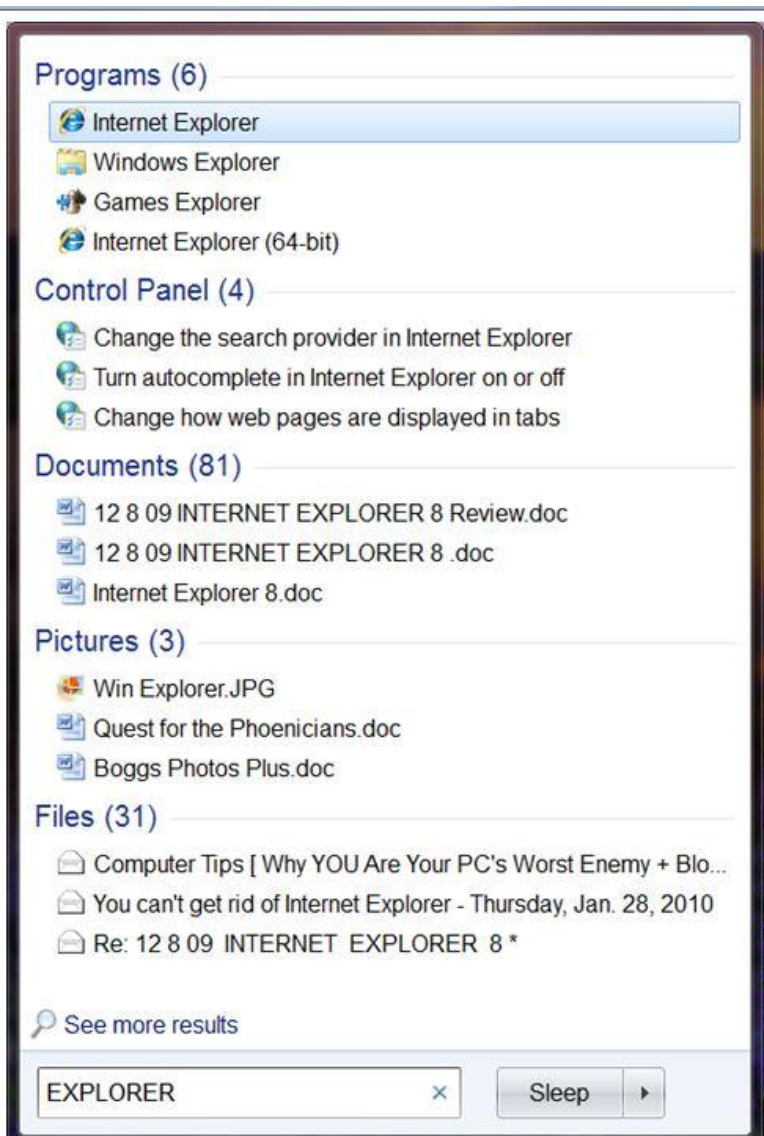 Programs (6)
Internet Explorer
Windows Explorer
Games Explorer
Internet Explorer (64-bit)
Control Panel (4)
Change the search provider in Internet Explorer
Turn autocomplete in Internet Explorer on or off
Change how web pages are displayed in tabs
Documents (81)
12 8 09 INTERNET EXPLORER 8 Review.doc
12 8 09 INTERNET EXPLORER 8 .doc
Internet Explorer 8.doc
Pictures (3)
Win Explorer.JPG
Quest for the Phoenicians.doc
Boggs Photos Plus.doc
Files (31)
Computer Tips [ Why YOU Are Your PC's Worst Enemy + Blo...
You can't get rid of Internet Explorer - Thursday, Jan. 28, 2010
Re: 12 8 09 INTERNET EXPLORER 8 *
See more results
EXPLORER × Sleep